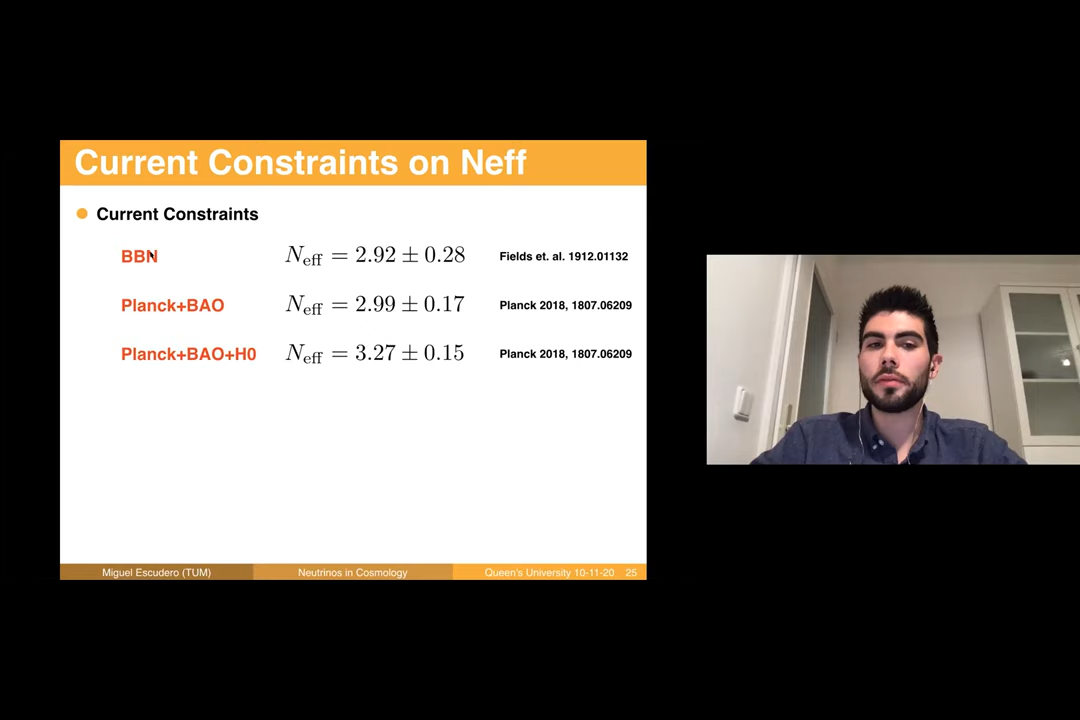 Current Constraints on Neff
Current Constraints
BBN N_eff = 2.92 ± 0.28 Fields et. al. 1912.01132
Planck+BAO N_eff = 2.99 ± 0.17 Planck 2018, 1807.06209
Planck+BAO+H0 N_eff = 3.27 ± 0.15 Planck 2018, 1807.06209
Miguel Escudero (TUM) Neutrinos in Cosmology Queen's University 10-11-20 25